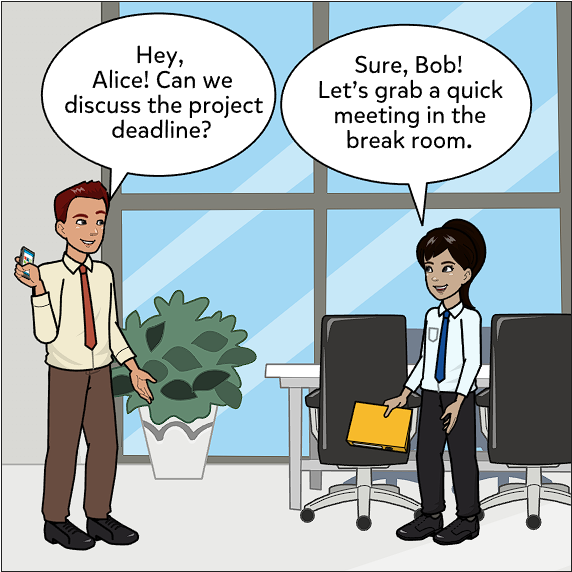 Hey,
Alice! Can we
discuss the project
deadline?
Sure, Bob!
Let's grab a quick
meeting in the
break room.